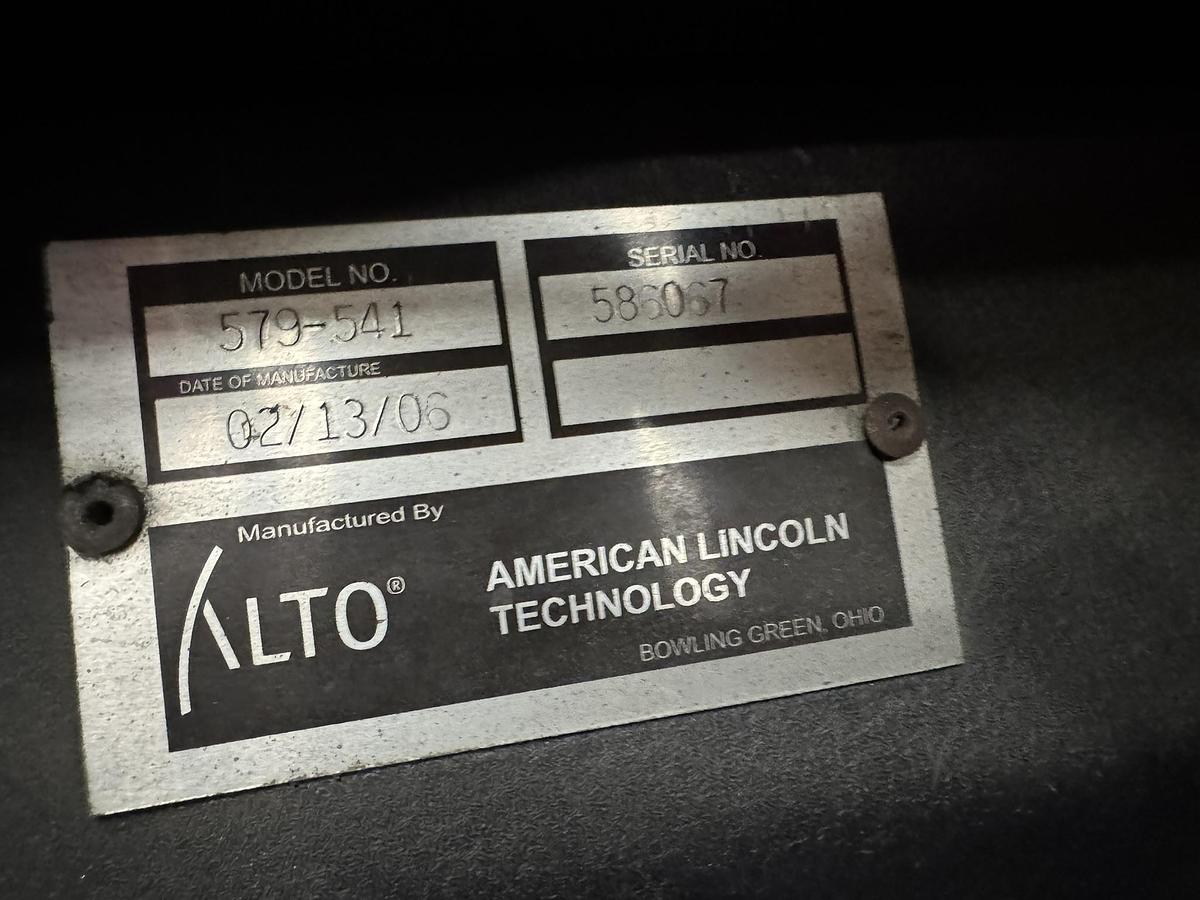 MODEL NO.
579-541
DATE OF MANUFACTURE
02/13/06
SERIAL NO.
586067
Manufactured By
ALTO®
AMERICAN LINCOLN
TECHNOLOGY
BOWLING GREEN, OHIO